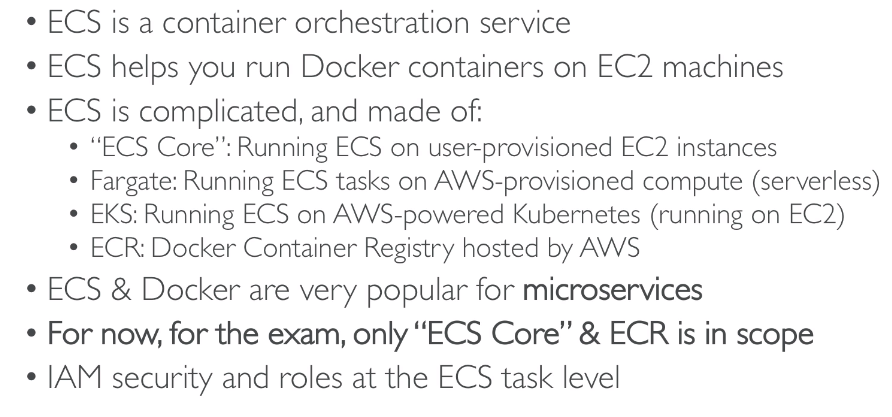 • ECS is a container orchestration service
• ECS helps you run Docker containers on EC2 machines
• ECS is complicated, and made of:
• “ECS Core”: Running ECS on user-provisioned EC2 instances
• Fargate: Running ECS tasks on AWS-provisioned compute (serverless)
• EKS: Running ECS on AWS-powered Kubernetes (running on EC2)
• ECR: Docker Container Registry hosted by AWS
• ECS & Docker are very popular for microservices
• For now, for the exam, only “ECS Core” & ECR is in scope
• IAM security and roles at the ECS task level